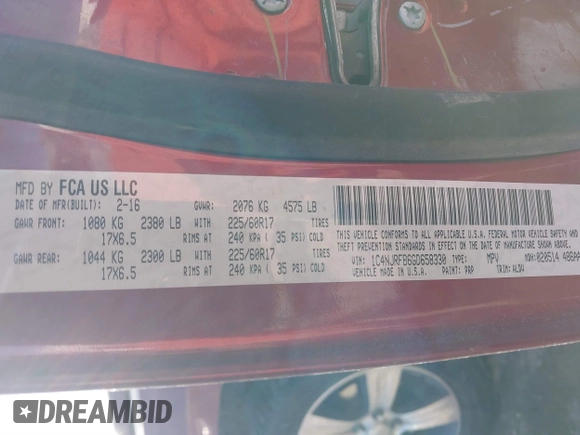 MFD BY FCA US LLC
DATE OF MFR(BUILT): 2-16 GVWR: 2076 KG 4575 LB
GAWR FRONT: 1080 KG 2380 LB WITH 225/60R17 TIRES
17X6.5 RIMS AT 240 KPA ( 35 PSI) COLD
GAWR REAR: 1044 KG 2300 LB WITH 225/60R17 TIRES
17X6.5 RIMS AT 240 KPA ( 35 PSI) COLD
THIS VEHICLE CONFORMS TO ALL APPLICABLE U.S.A. FEDERAL MOTOR VEHICLE SAFETY AND
THEFT PREVENTION STANDARDS IN EFFECT ON THE DATE OF MANUFACTURE SHOWN ABOVE.
VIN: 1C4NJRFB6GD658330 TYPE: MPV MDH: 020514 486AA
VEHICLE MADE IN U.S.A. PAINT: PRP TRIM: ALDV
DREAMBID